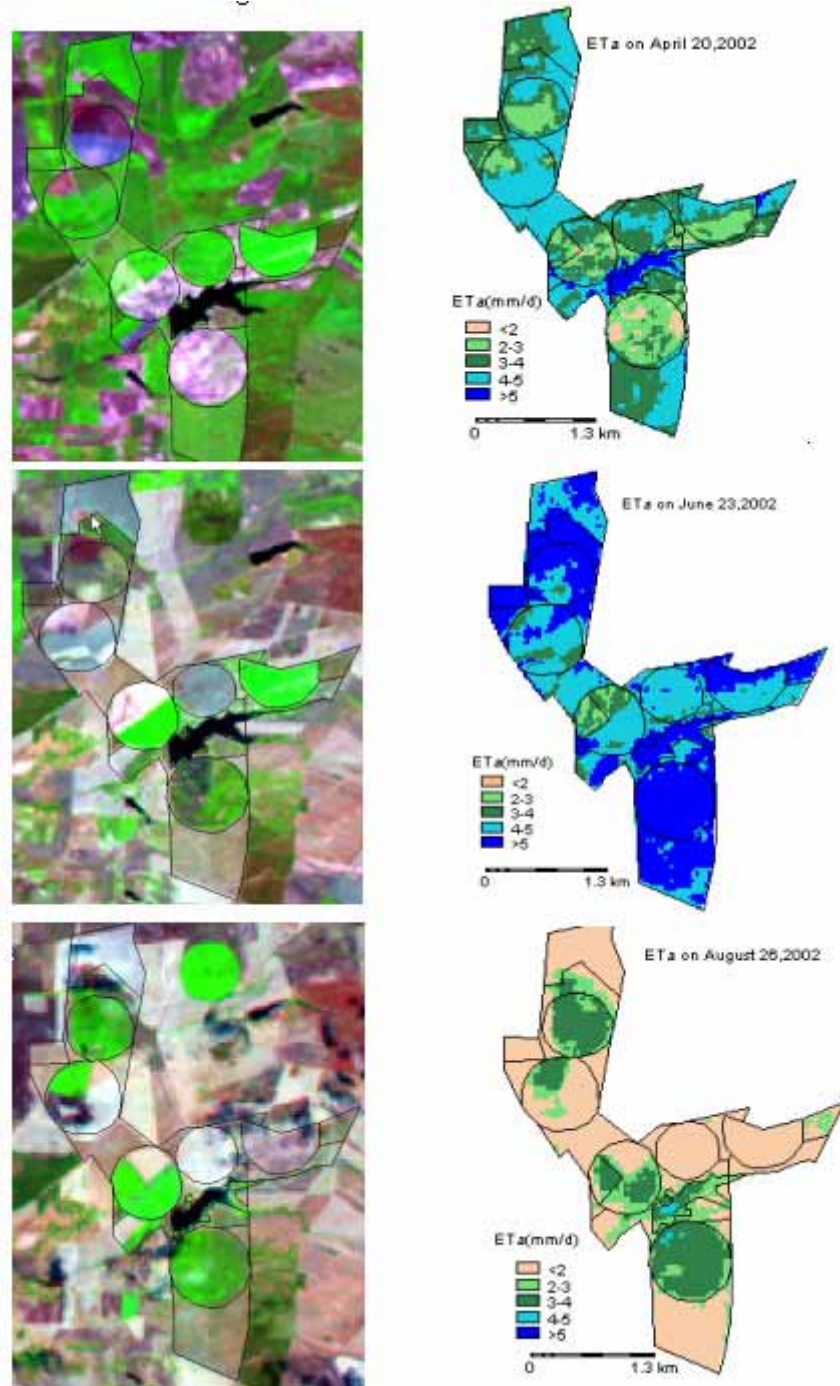 ETa on April 20,2002
ETa(mm/d)
<2
2-3
3-4
4-5
>5
0 1.3 km
ETa on June 23,2002
ETa(mm/d)
<2
2-3
3-4
4-5
>5
0 1.3 km
ETa on August 26,2002
ETa(mm/d)
<2
2-3
3-4
4-5
>5
0 1.3 km